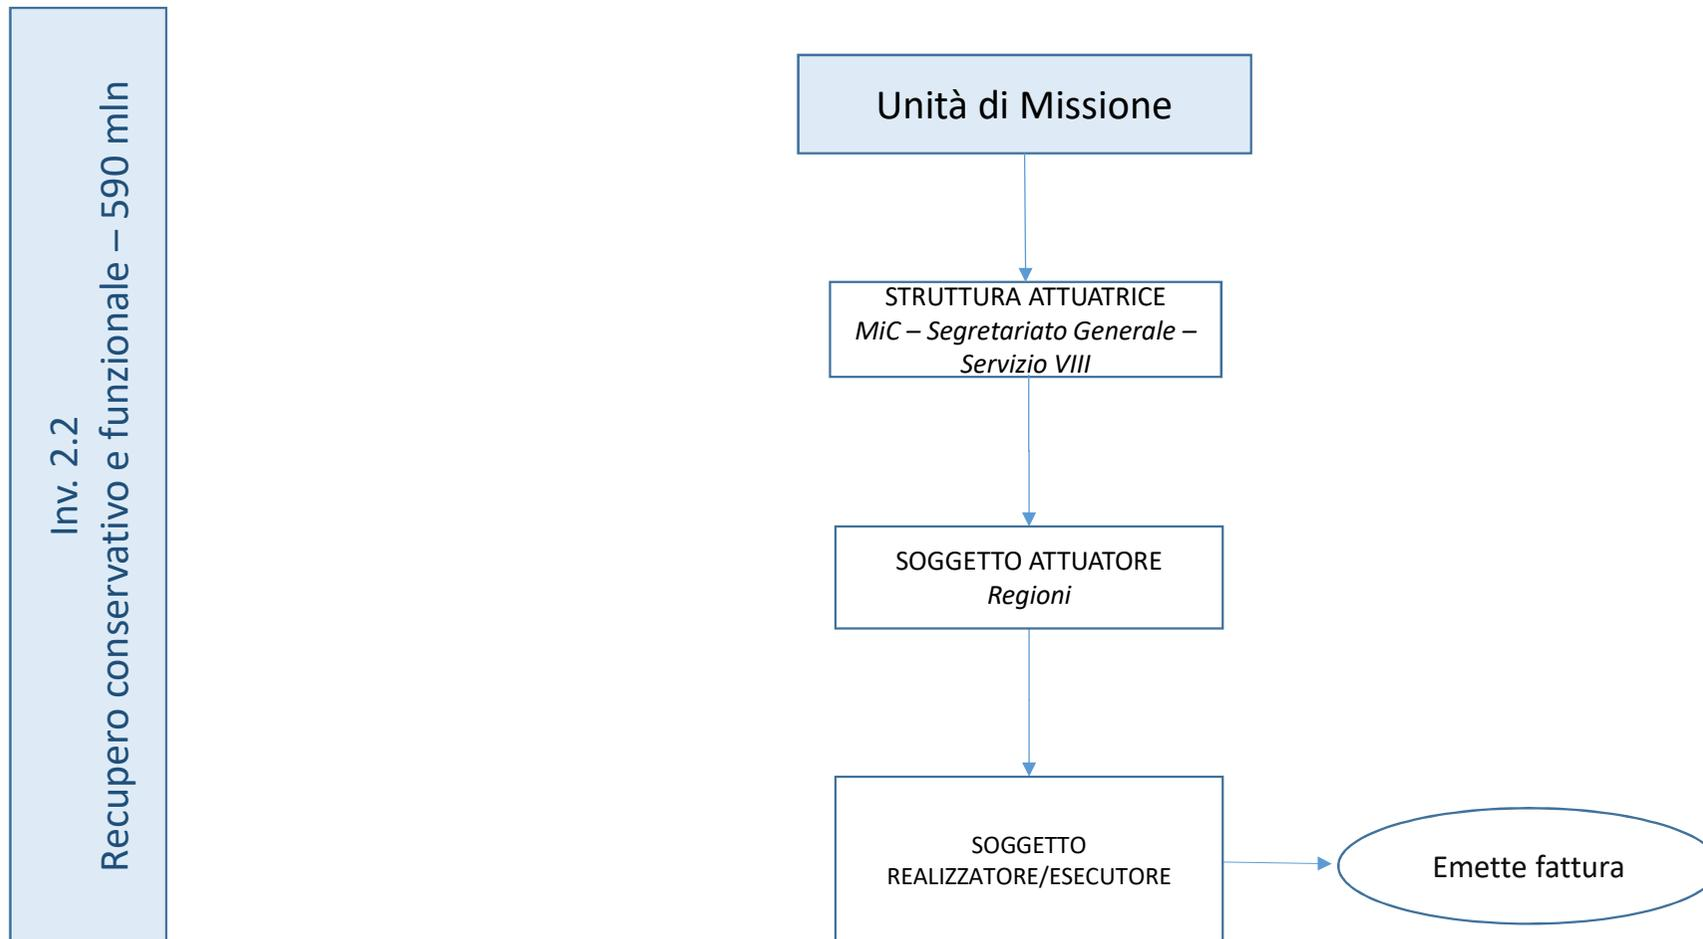 Inv. 2.2
Recupero conservativo e funzionale – 590 mln
Unità di Missione
STRUTTURA ATTUATRICE
MiC – Segretariato Generale –
Servizio VIII
SOGGETTO ATTUATORE
Regioni
SOGGETTO
REALIZZATORE/ESECUTORE
Emette fattura